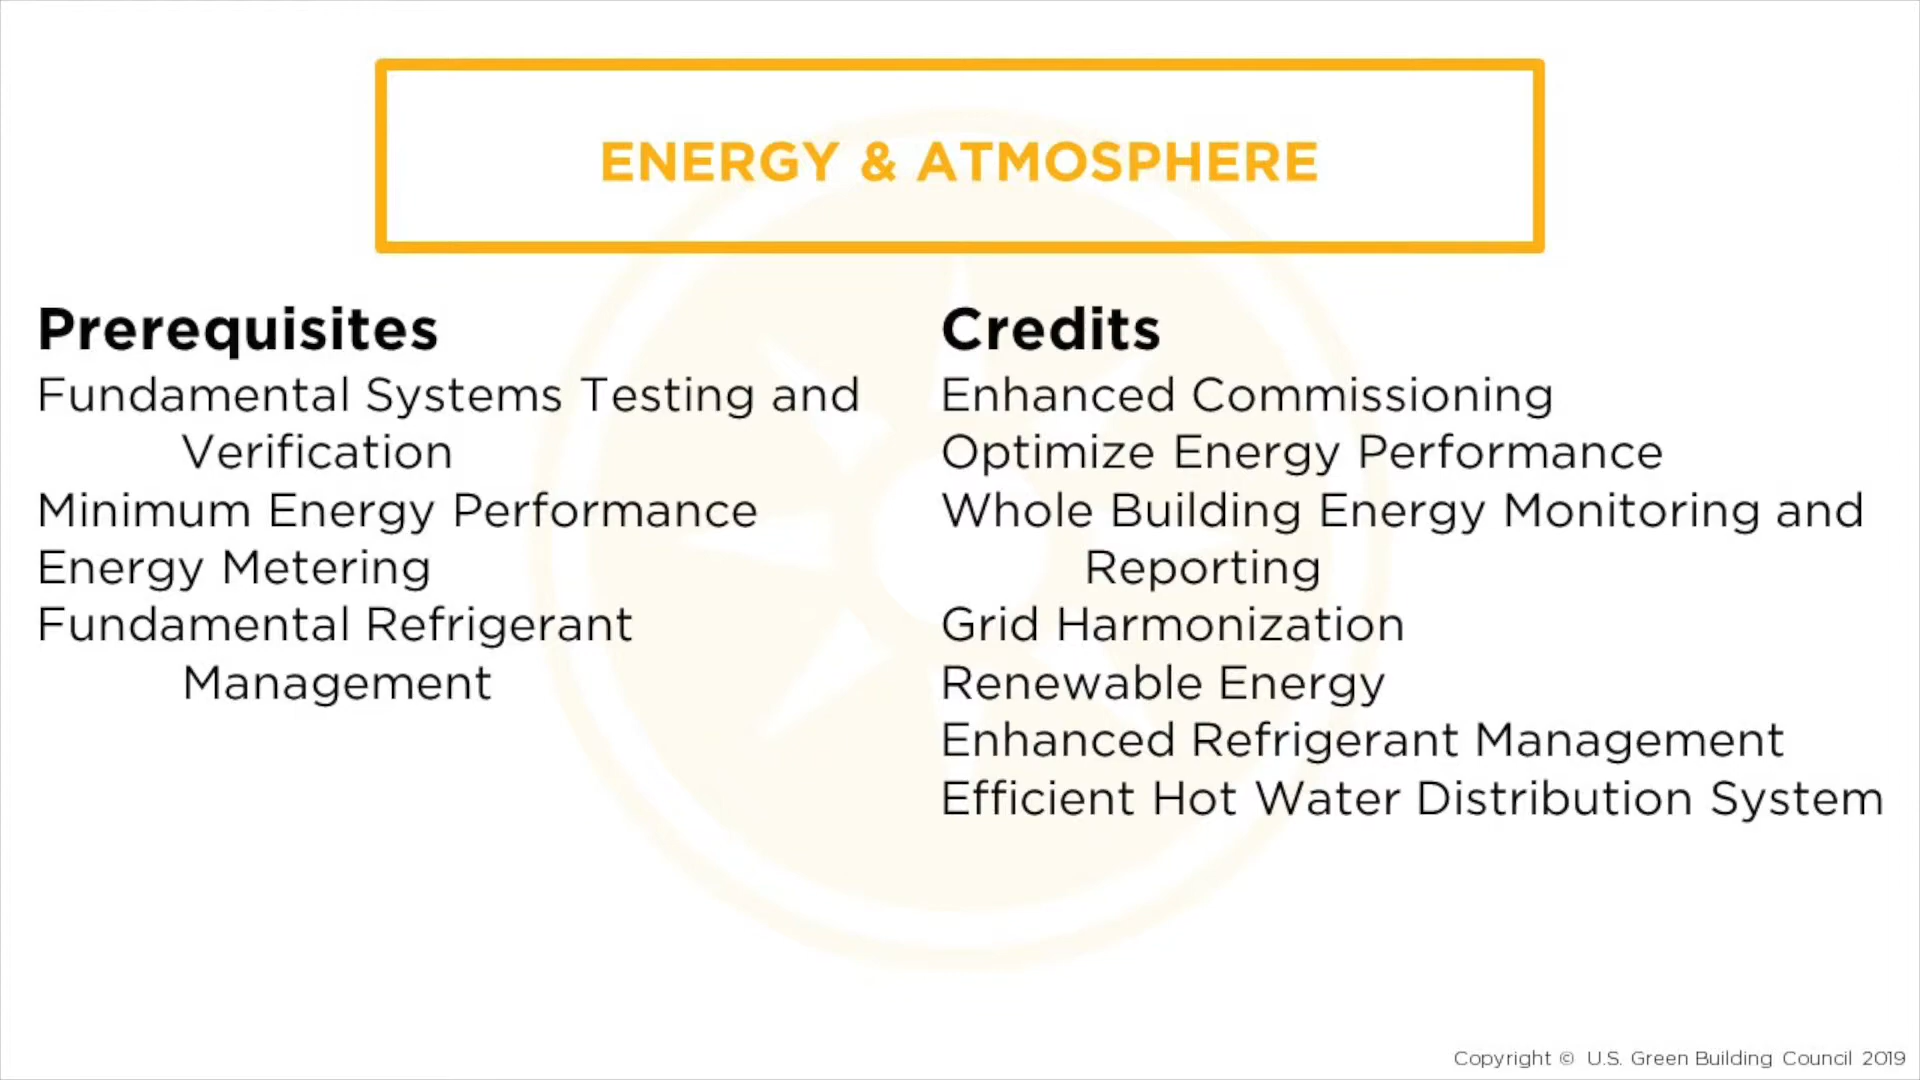 ENERGY & ATMOSPHERE
Prerequisites
Fundamental Systems Testing and
Verification
Minimum Energy Performance
Energy Metering
Fundamental Refrigerant
Management
Credits
Enhanced Commissioning
Optimize Energy Performance
Whole Building Energy Monitoring and
Reporting
Grid Harmonization
Renewable Energy
Enhanced Refrigerant Management
Efficient Hot Water Distribution System
Copyright © U.S. Green Building Council 2019